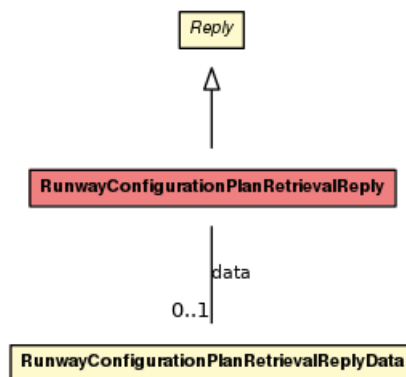 Reply
RunwayConfigurationPlanRetrievalReply
data
0..1
RunwayConfigurationPlanRetrievalReplyData